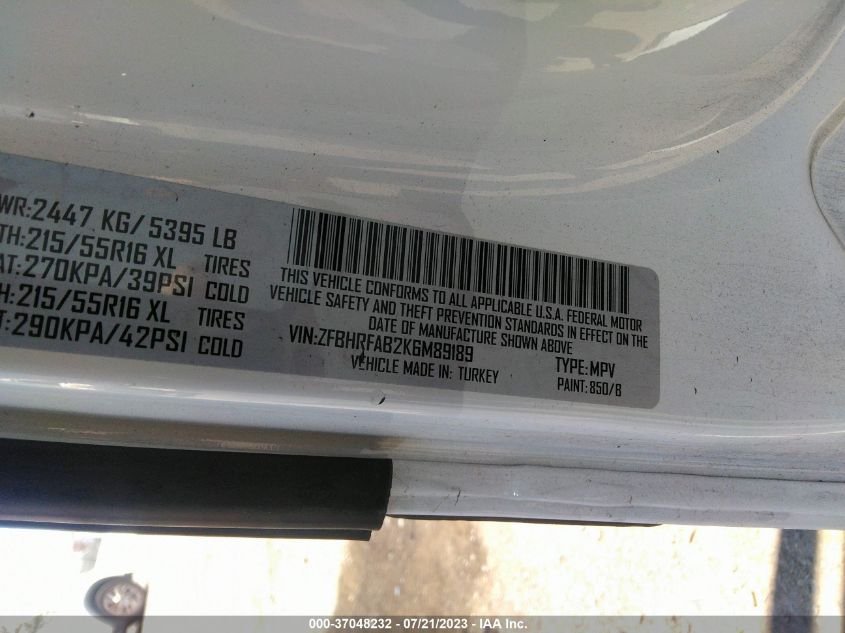 WR:2447 KG/ 5395 LB
TH:215/55R16 XL TIRES
AT:270KPA/39PSI COLD
H:215/55R16 XL TIRES
T:290KPA/42PSI COLD
THIS VEHICLE CONFORMS TO ALL APPLICABLE U.S.A. FEDERAL MOTOR
VEHICLE SAFETY AND THEFT PREVENTION STANDARDS IN EFFECT ON THE
DATE OF MANUFACTURE SHOWN ABOVE
VIN:ZFBHRFAB2K6M89189 TYPE: MPV
VEHICLE MADE IN: TURKEY PAINT: 850/B
000-37048232 - 07/21/2023 - IAA Inc.